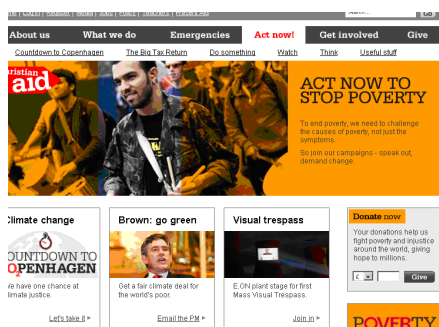 Search... Go
About us What we do Emergencies Act now! Get involved Give
Countdown to Copenhagen The Big Tax Return Do something Watch Think Useful stuff
ristian
aid
ACT NOW TO
STOP POVERTY
To end poverty, we need to challenge
the causes of poverty, not just the
symptoms.
So join our campaigns - speak out,
demand change.
Climate change
OUNTDOWN TO
O2PENHAGEN
We have one chance at
climate justice.
Let's take it
Brown: go green
Get a fair climate deal for
the world's poor.
Email the PM
Visual trespass
E.ON plant stage for first
Mass Visual Trespass.
Join in
Donate now
Your donations help us
fight poverty and injustice
around the world, giving
hope to millions.
£ Give
POVERTY